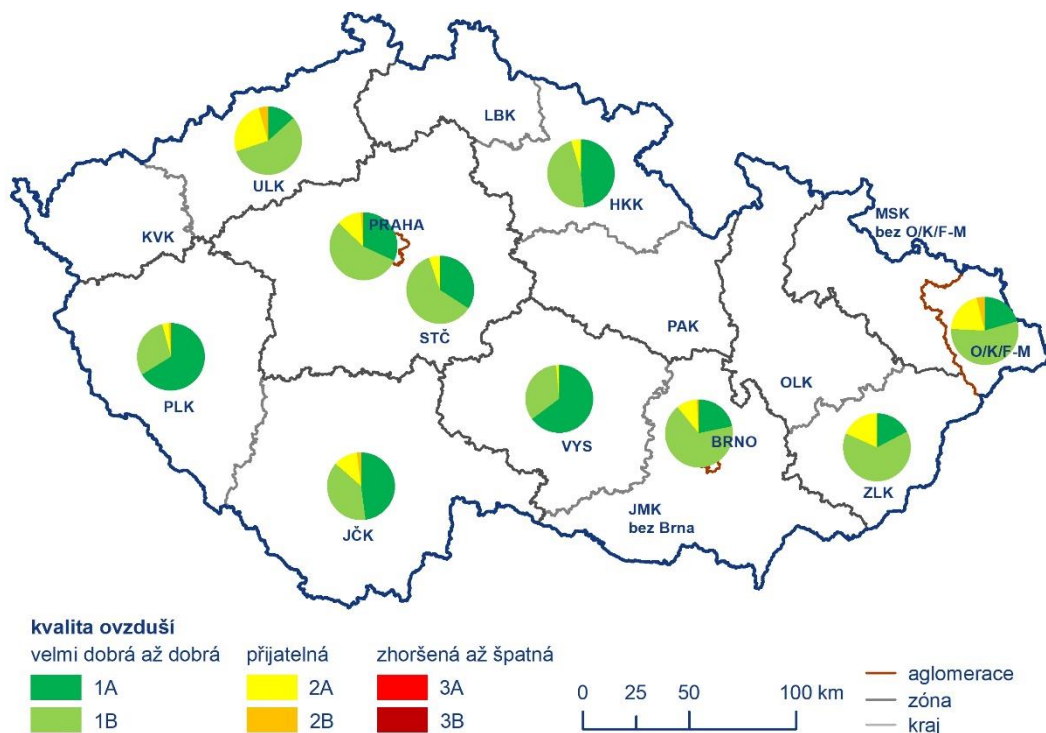 LBK
ULK
HKK
PRAHA
MSK
bez O/K/F-M
KVK
STČ
PAK
O/K/F-M
PLK
OLK
VYS
BRNO
ZLK
JČK
JMK
bez Brna
kvalita ovzduší
velmi dobrá až dobrá
přijatelná
zhoršená až špatná
1A
2A
3A
1B
2B
3B
0 25 50 100 km
aglomerace
zóna
kraj